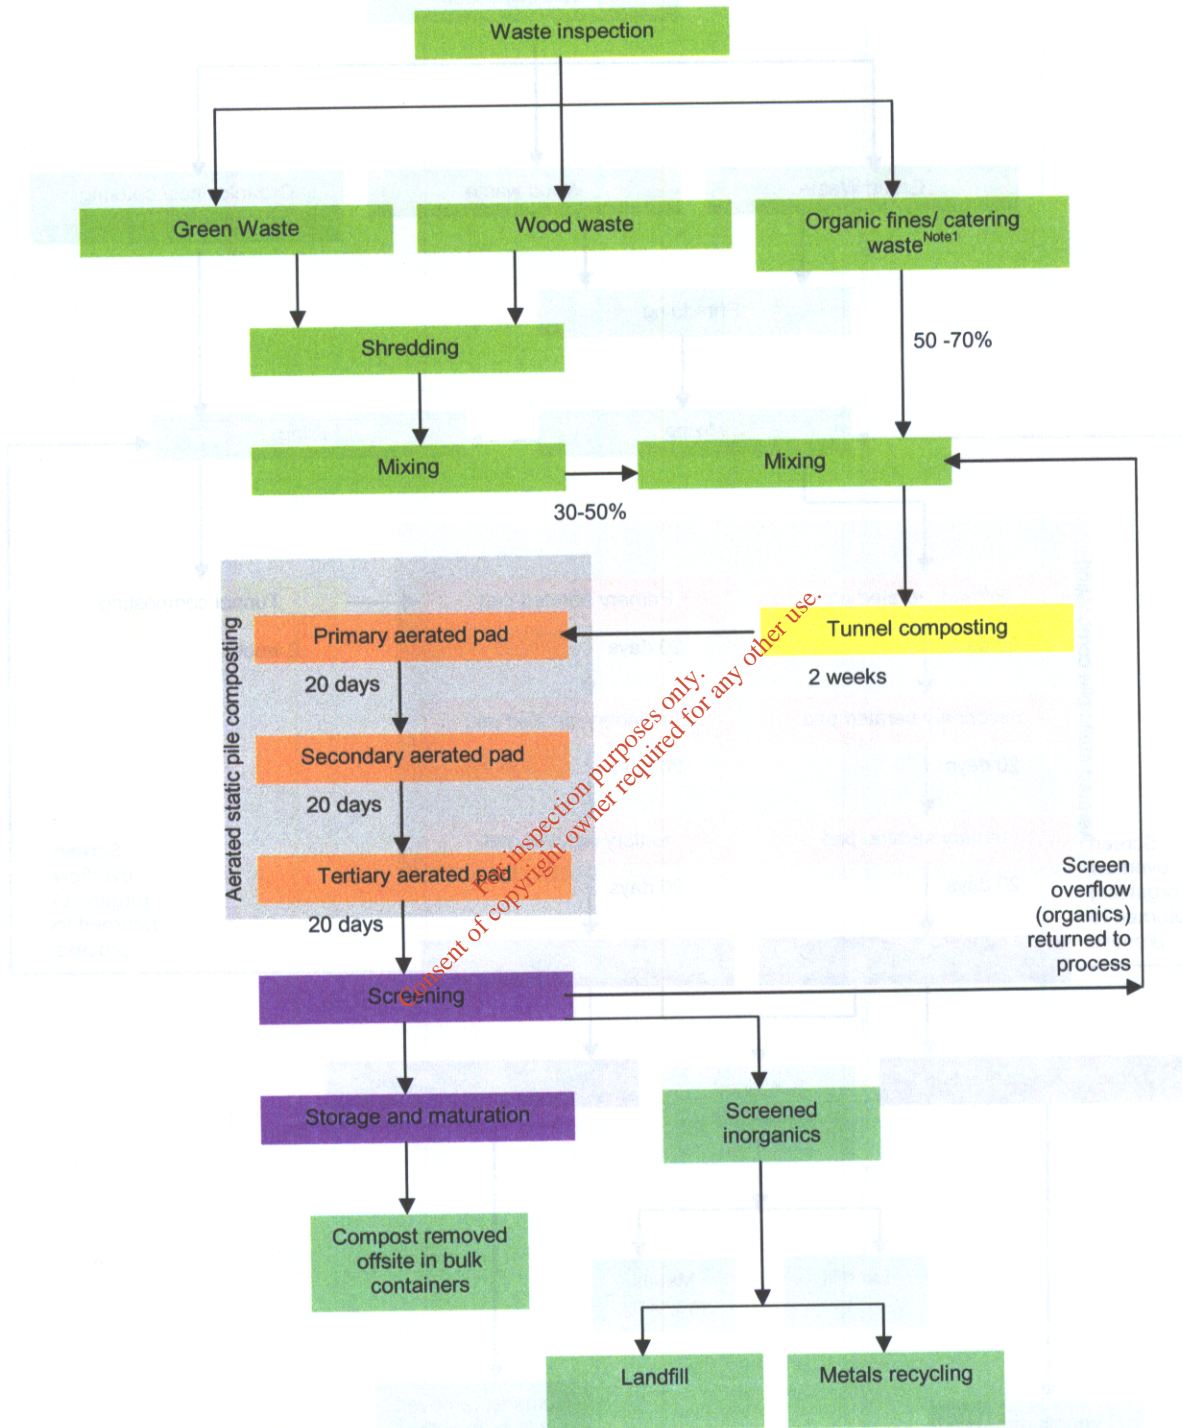 Waste inspection
Green Waste
Wood waste
Organic fines/ catering
waste Note1
Shredding
50 -70%
Mixing
Mixing
30-50%
Aerated static pile composting
Primary aerated pad
Tunnel composting
20 days
2 weeks
Secondary aerated pad
20 days
Tertiary aerated pad
20 days
Screen
overflow
(organics)
returned to
process
For inspection purposes only.
Consent of copyright owner required for any other use.
Screening
Storage and maturation
Screened
inorganics
Compost removed
offsite in bulk
containers
Landfill
Metals recycling